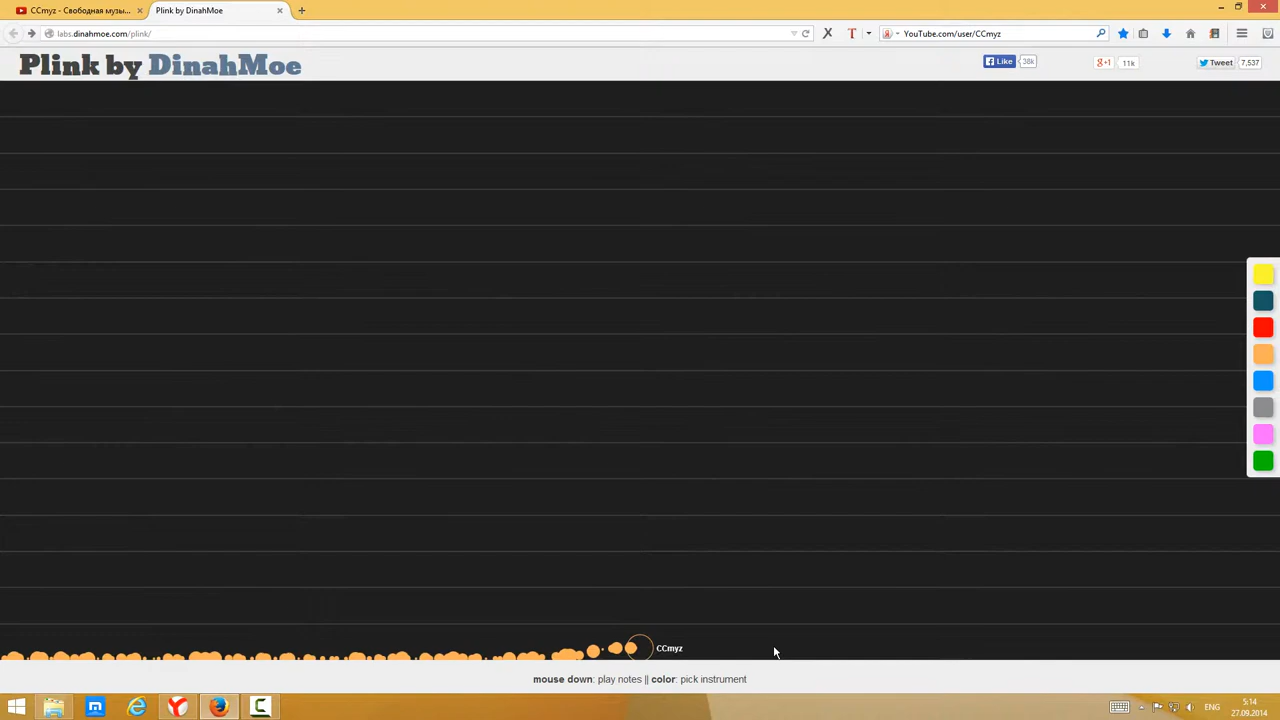 CCmyz - Свободная музы...
Plink by DinahMoe
labs.dinahmoe.com/plink/
YouTube.com/user/CCmyz
Plink by DinahMoe
Like 38k
g+1 11k
Tweet 7,537
CCmyz
mouse down: play notes || color: pick instrument
ENG
5:14
27.09.2014